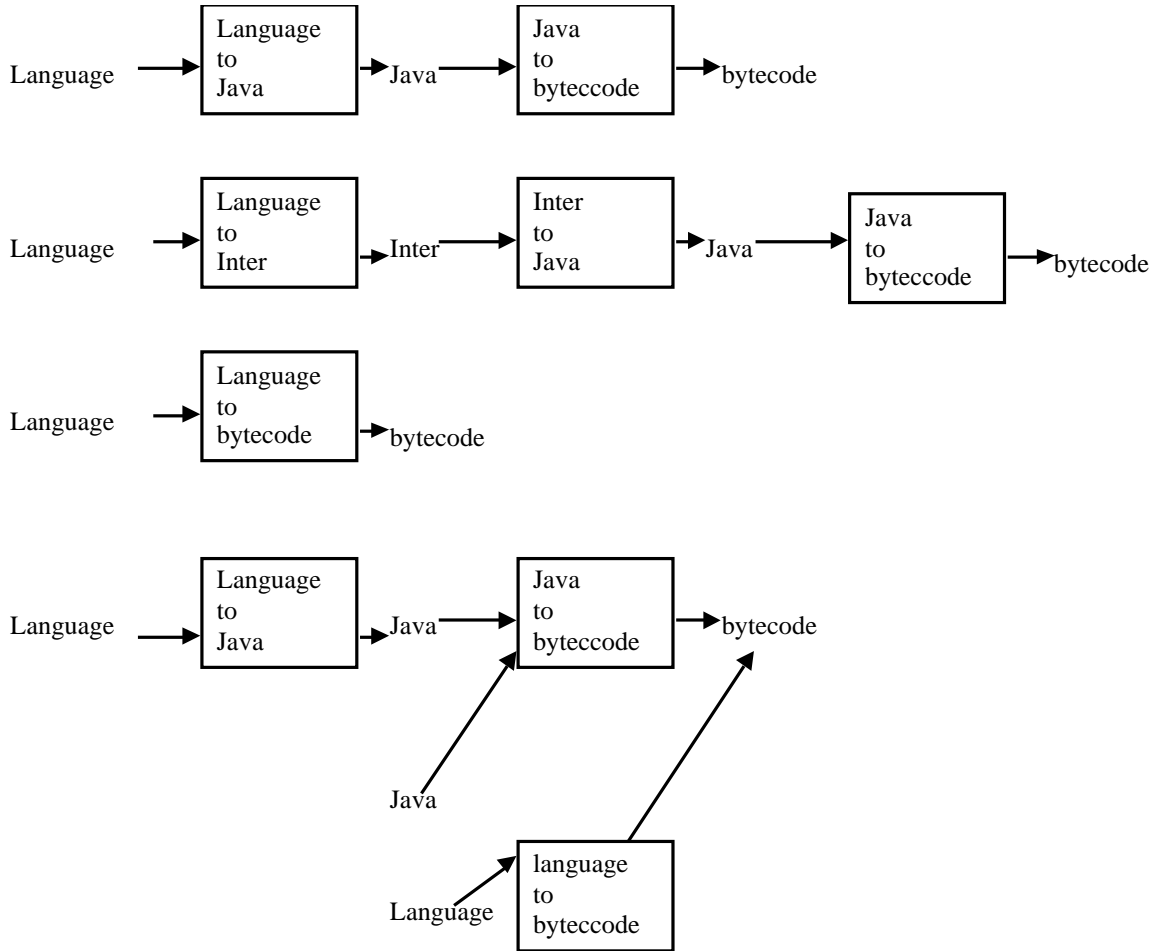 Language
Language
to
Java
Java
Java
to
byteccode
bytecode
Language
Language
to
Inter
Inter
Inter
to
Java
Java
Java
to
byteccode
bytecode
Language
Language
to
bytecode
bytecode
Language
Language
to
Java
Java
Java
to
byteccode
bytecode
Java
Language
language
to
byteccode